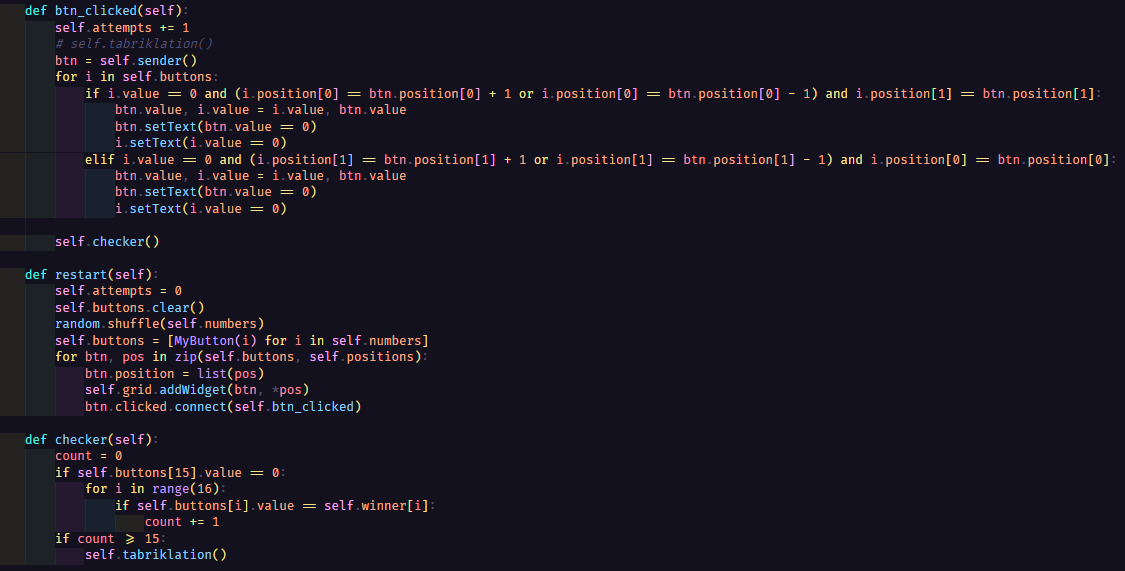 def btn_clicked(self):
    self.attempts += 1
    # self.tabriklation()
    btn = self.sender()
    for i in self.buttons:
        if i.value == 0 and (i.position[0] == btn.position[0] + 1 or i.position[0] == btn.position[0] - 1) and i.position[1] == btn.position[1]:
            btn.value, i.value = i.value, btn.value
            btn.setText(btn.value == 0)
            i.setText(i.value == 0)
        elif i.value == 0 and (i.position[1] == btn.position[1] + 1 or i.position[1] == btn.position[1] - 1) and i.position[0] == btn.position[0]:
            btn.value, i.value = i.value, btn.value
            btn.setText(btn.value == 0)
            i.setText(i.value == 0)
    self.checker()
def restart(self):
    self.attempts = 0
    self.buttons.clear()
    random.shuffle(self.numbers)
    self.buttons = [MyButton(i) for i in self.numbers]
    for btn, pos in zip(self.buttons, self.positions):
        btn.position = list(pos)
        self.grid.addWidget(btn, *pos)
        btn.clicked.connect(self.btn_clicked)
def checker(self):
    count = 0
    if self.buttons[15].value == 0:
        for i in range(16):
            if self.buttons[i].value == self.winner[i]:
                count += 1
    if count >= 15:
        self.tabriklation()